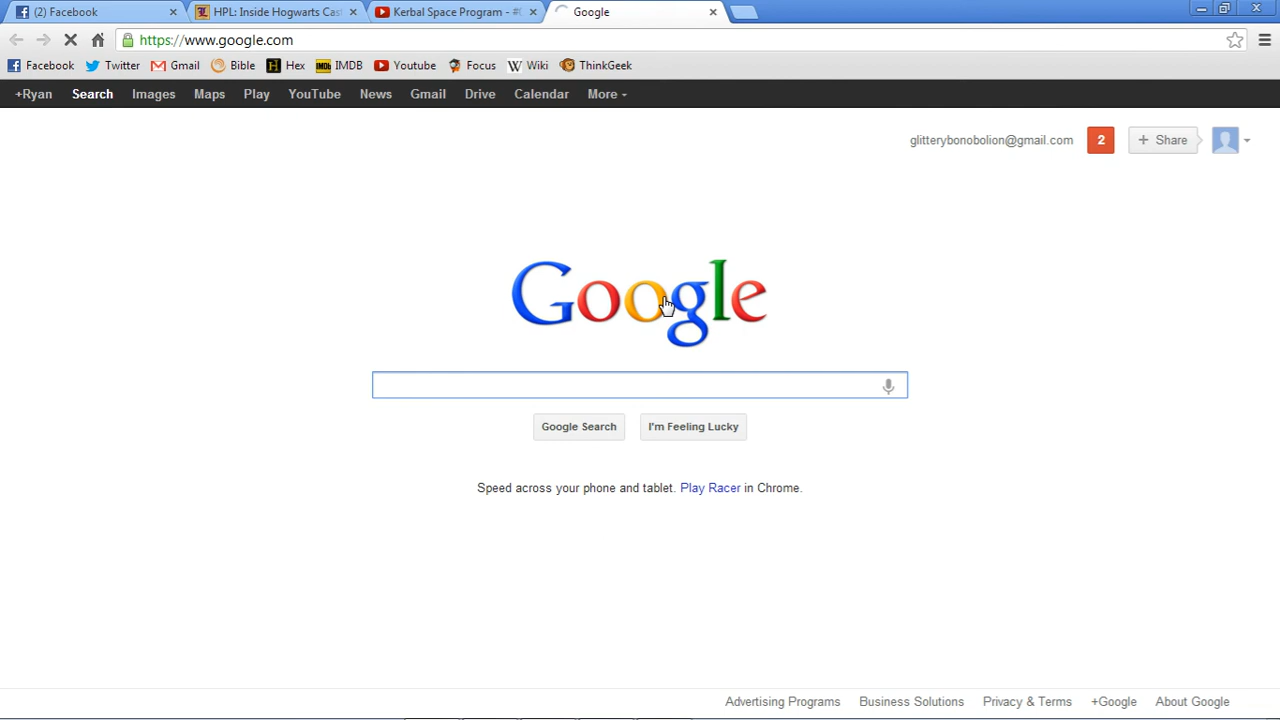 (2) Facebook HPL: Inside Hogwarts Cas Kerbal Space Program - #( Google
https://www.google.com
Facebook Twitter Gmail Bible Hex IMDB Youtube Focus Wiki ThinkGeek
+Ryan Search Images Maps Play YouTube News Gmail Drive Calendar More
glitterybonobolion@gmail.com 2 + Share
Google
Google Search I'm Feeling Lucky
Speed across your phone and tablet. Play Racer in Chrome.
Advertising Programs Business Solutions Privacy & Terms +Google About Google